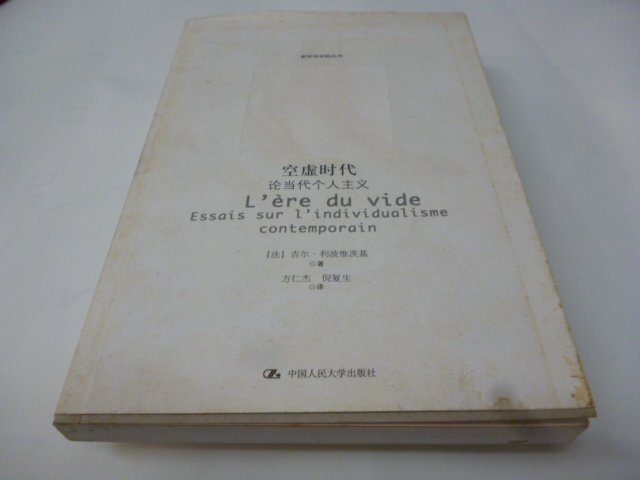 空虚时代
论当代个人主义
L'ère du vide
Essais sur l'individualisme
contemporain
[法] 吉尔·利波维茨基
◎著
方仁杰 倪复生
◎译
中国人民大学出版社